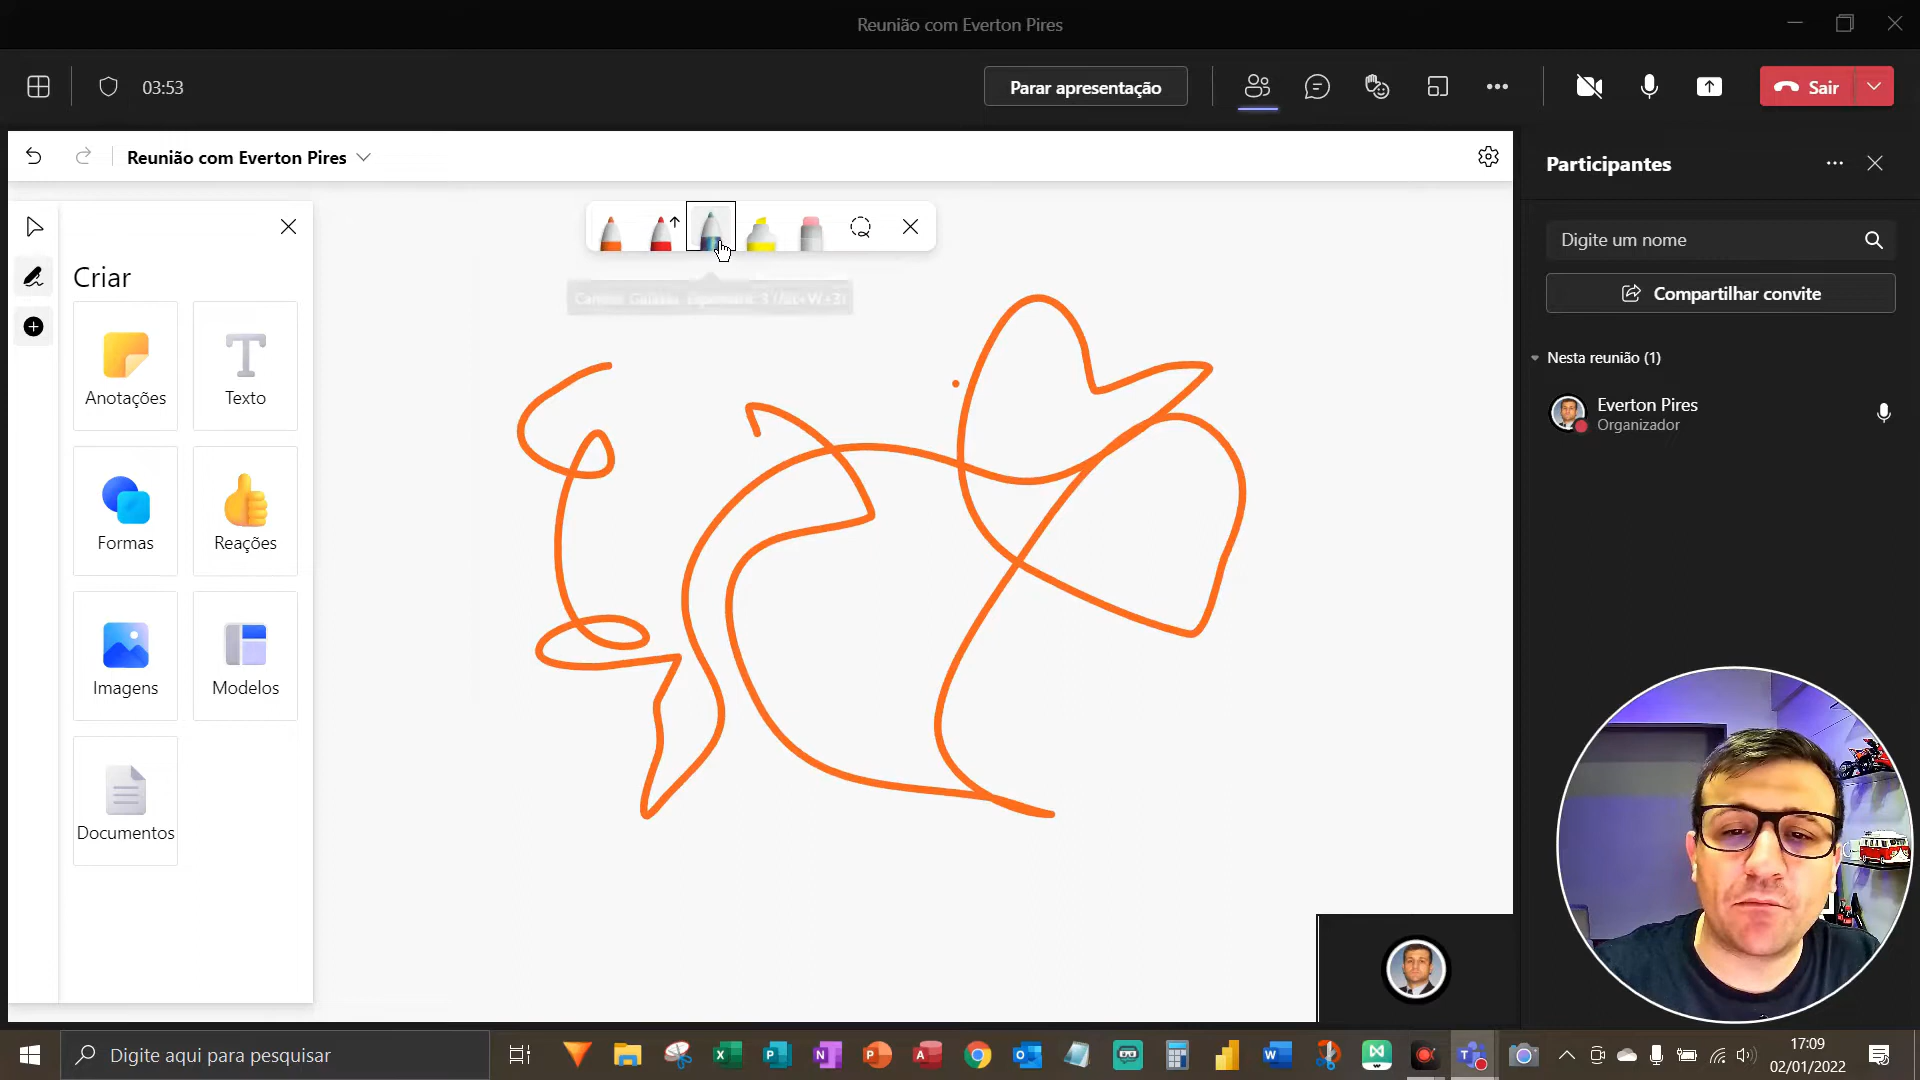 Reunião com Everton Pires
03:53
Parar apresentação
Sair
Reunião com Everton Pires
Participantes
Criar
Digite um nome
Compartilhar convite
Anotações
Texto
Nesta reunião (1)
Everton Pires
Organizador
Formas
Reações
Imagens
Modelos
Documentos
Digite aqui para pesquisar
17:09
02/01/2022